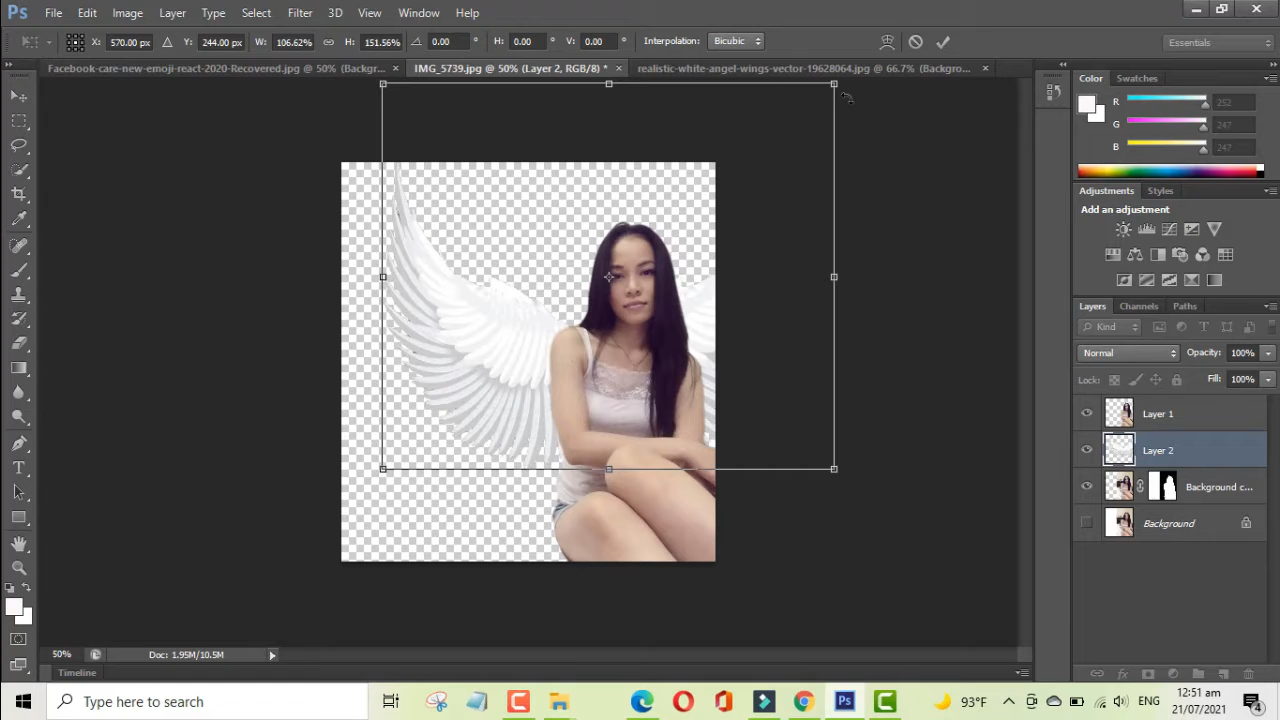 Ps File Edit Image Layer Type Select Filter 3D View Window Help
X: 570.00 px Y: 244.00 px W: 106.62% H: 151.56% 0.00 ° H: 0.00 ° V: 0.00 ° Interpolation: Bicubic Essentials
Facebook-care-new-emoji-react-2020-Recovered.jpg @ 50% (Backgr... × IMG_5739.jpg @ 50% (Layer 2, RGB/8) * × realistic-white-angel-wings-vector-19628064.jpg @ 66.7% (Backgro... ×
Color Swatches
R 252
G 247
B 247
Adjustments Styles
Add an adjustment
Layers Channels Paths
Kind
Normal Opacity: 100%
Lock: Fill: 100%
Layer 1
Layer 2
Background c...
Background
50% Doc: 1.95M/10.5M
Timeline
Type here to search
Ps
93°F ENG 12:51 am 21/07/2021 4